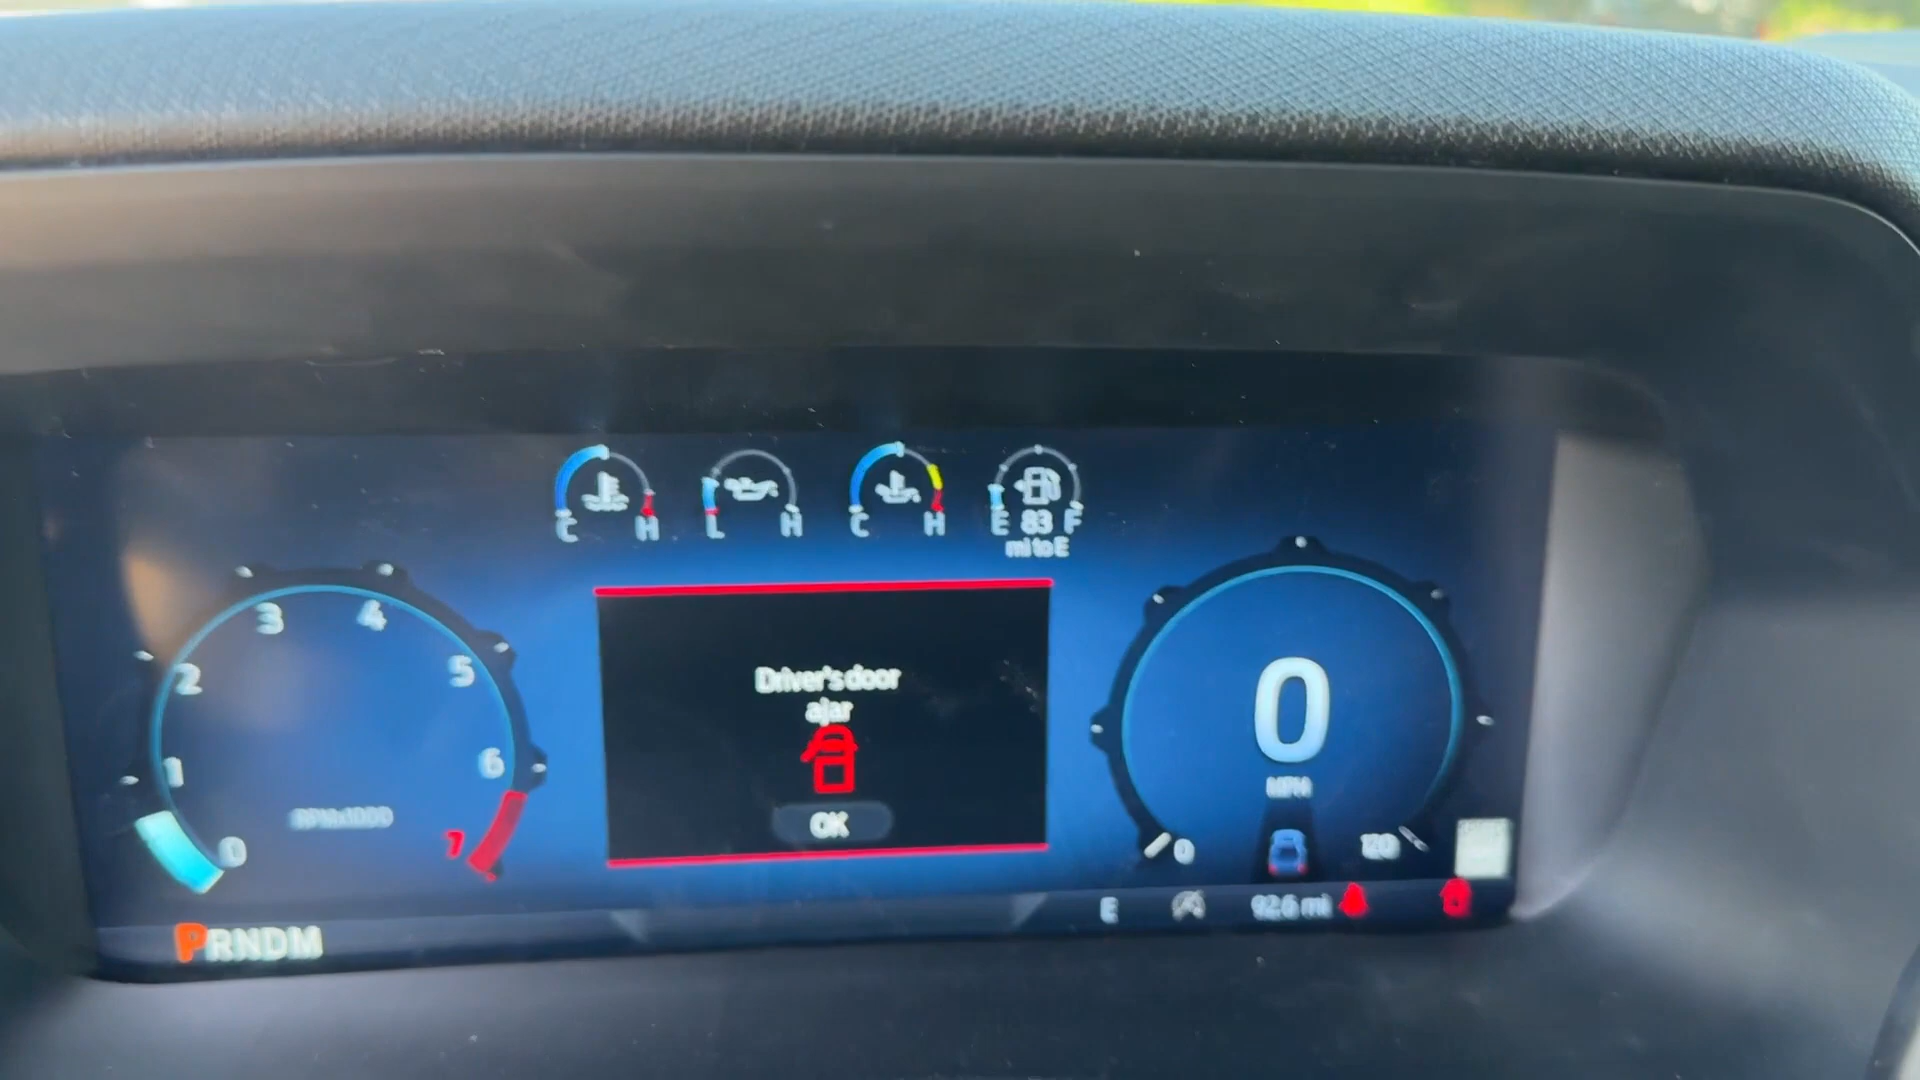 C H
L H
C H
E 83 F
mi to E
3 4
2 5
1 6
RPMx1000
0 7
Driver's door
ajar
OK
0
MPH
0 120
E 92.6 mi
PRNDM